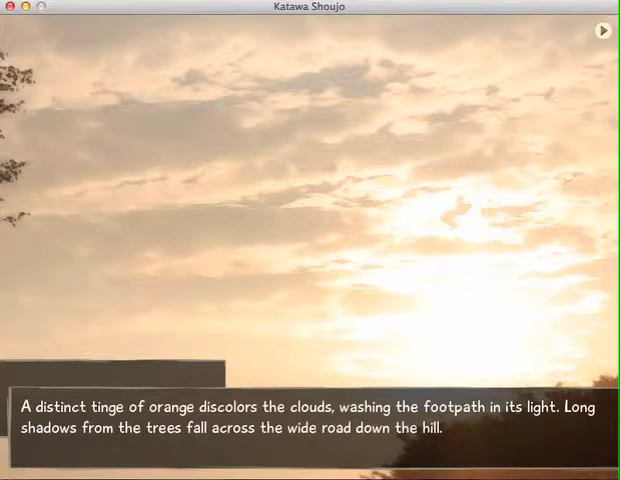 Katawa Shoujo
A distinct tinge of orange discolors the clouds, washing the footpath in its light. Long
shadows from the trees fall across the wide road down the hill.